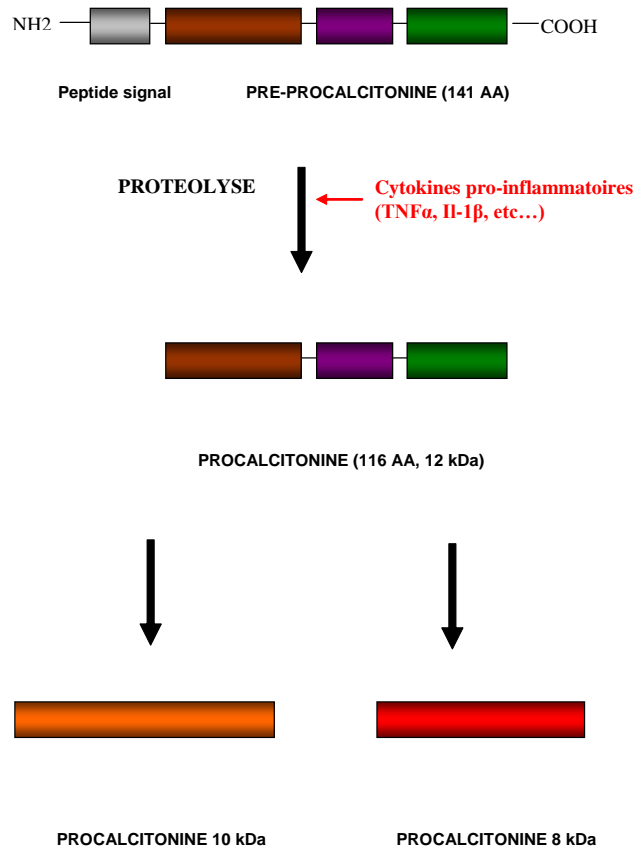 NH2
COOH
Peptide signal
PRE-PROCALCITONINE (141 AA)
PROTEOLYSE
Cytokines pro-inflammatoires
(TNFα, Il-1β, etc…)
PROCALCITONINE (116 AA, 12 kDa)
PROCALCITONINE 10 kDa
PROCALCITONINE 8 kDa